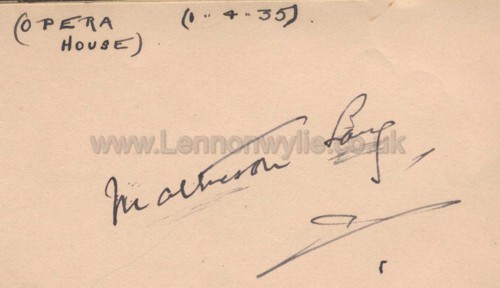 (OPERA HOUSE)
(1-4-35).
www.Lennonwylie.co.uk
Matheson Lang